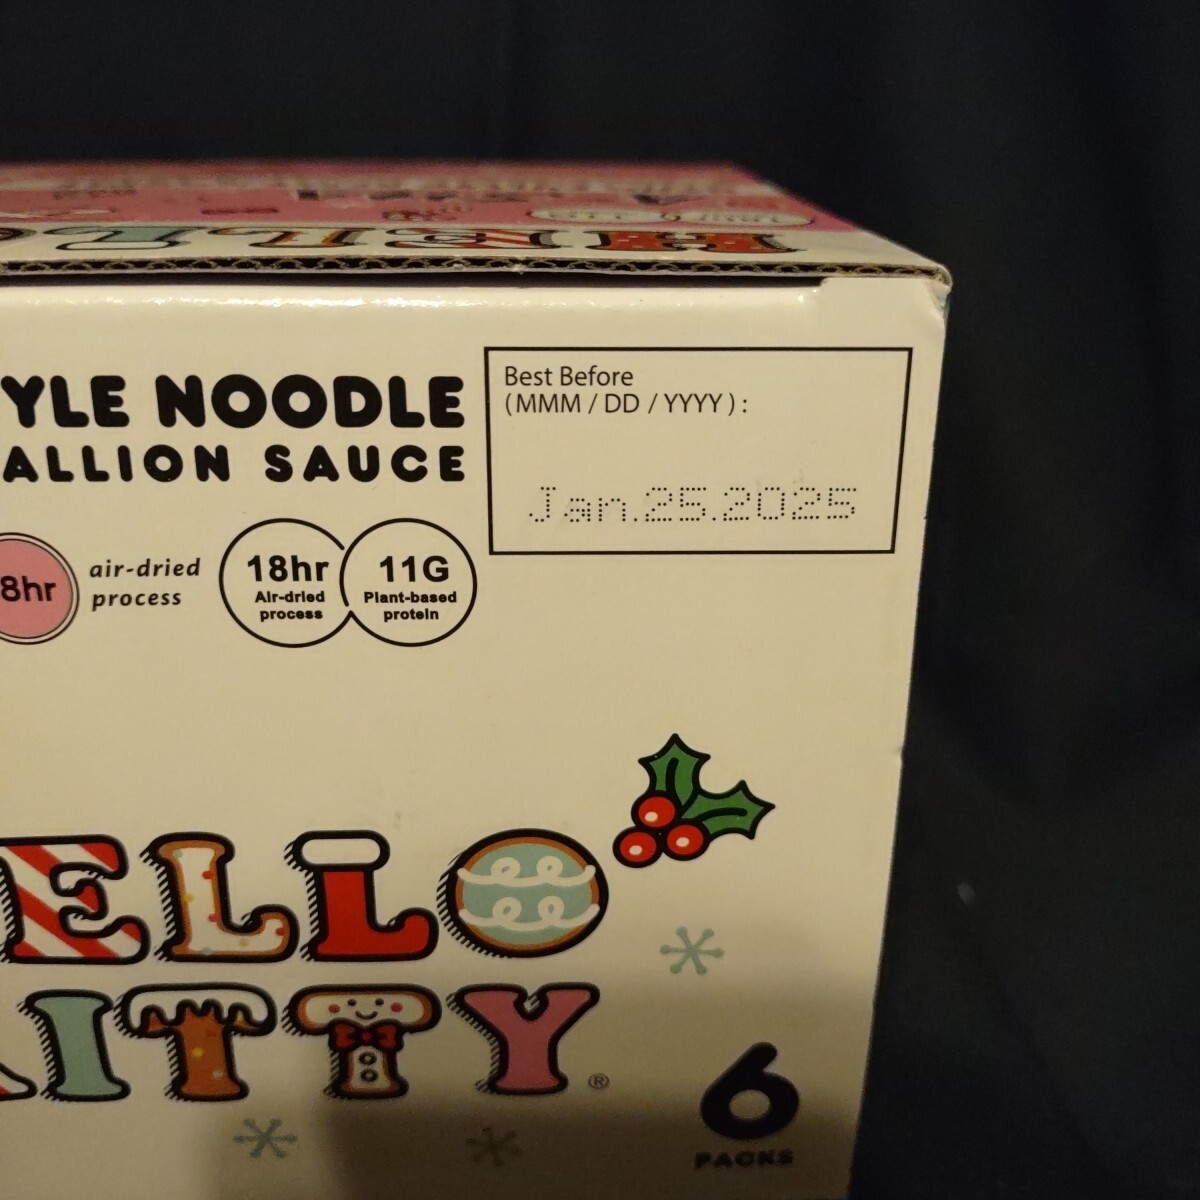 HELLO
YLE NOODLE
ALLION SAUCE
Best Before
(MMM / DD / YYYY) :
Jan.25.2025
8hr
air-dried
process
18hr
Air-dried
process
11G
Plant-based
protein
ELLO
ITTY®
6
PACKS